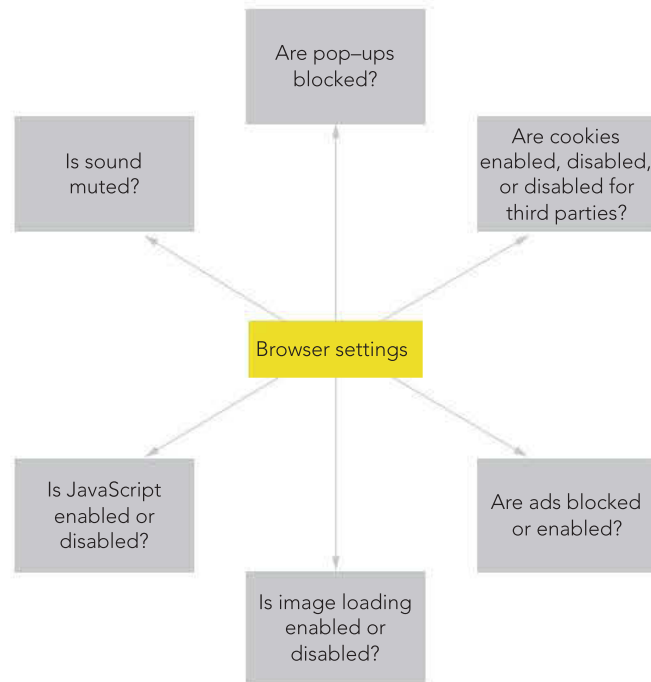 Are pop–ups
blocked?
Is sound
muted?
Are cookies
enabled, disabled,
or disabled for
third parties?
Browser settings
Is JavaScript
enabled or
disabled?
Are ads blocked
or enabled?
Is image loading
enabled or
disabled?